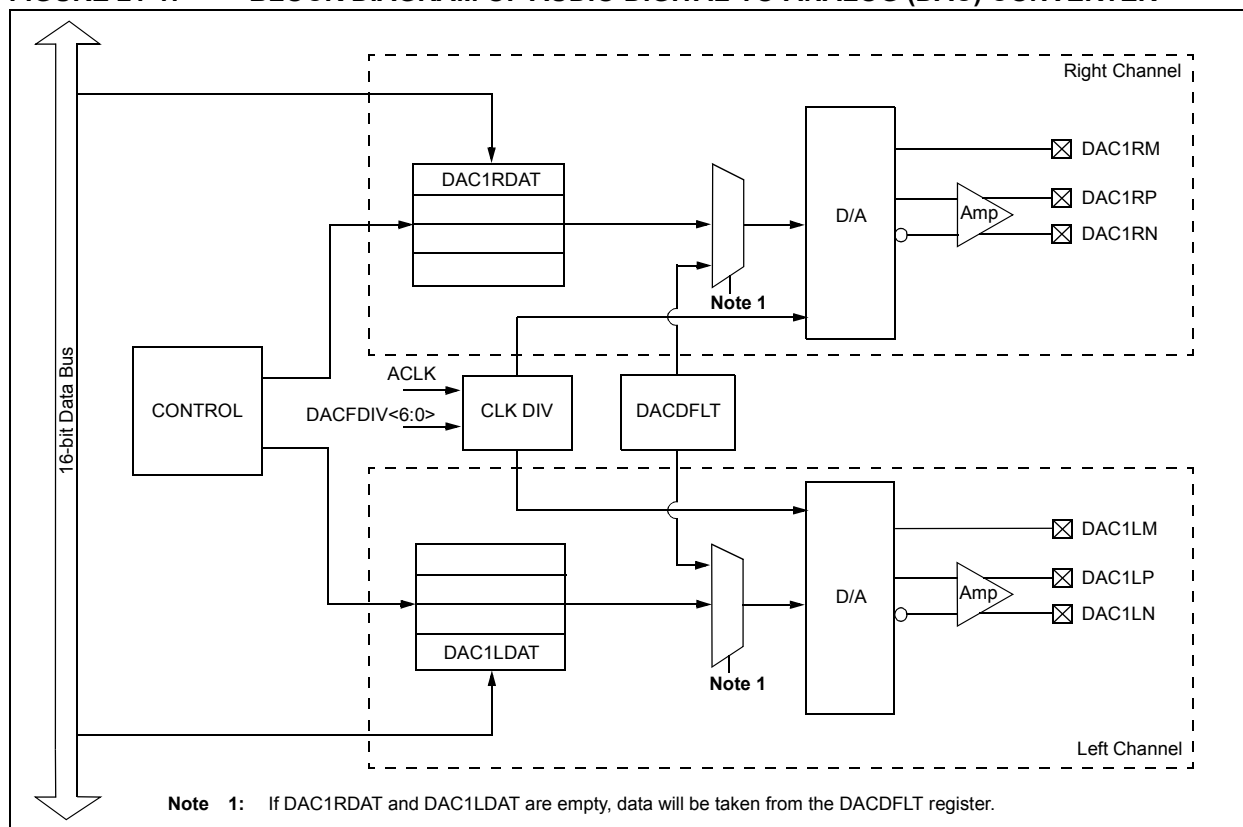 Right Channel
DAC1RDAT
D/A
DAC1RM
DAC1RP
Amp
DAC1RN
Note 1
16-bit Data Bus
CONTROL
ACLK
DACFDIV<6:0>
CLK DIV
DACDFLT
DAC1LDAT
D/A
DAC1LM
DAC1LP
Amp
DAC1LN
Note 1
Left Channel
Note 1: If DAC1RDAT and DAC1LDAT are empty, data will be taken from the DACDFLT register.